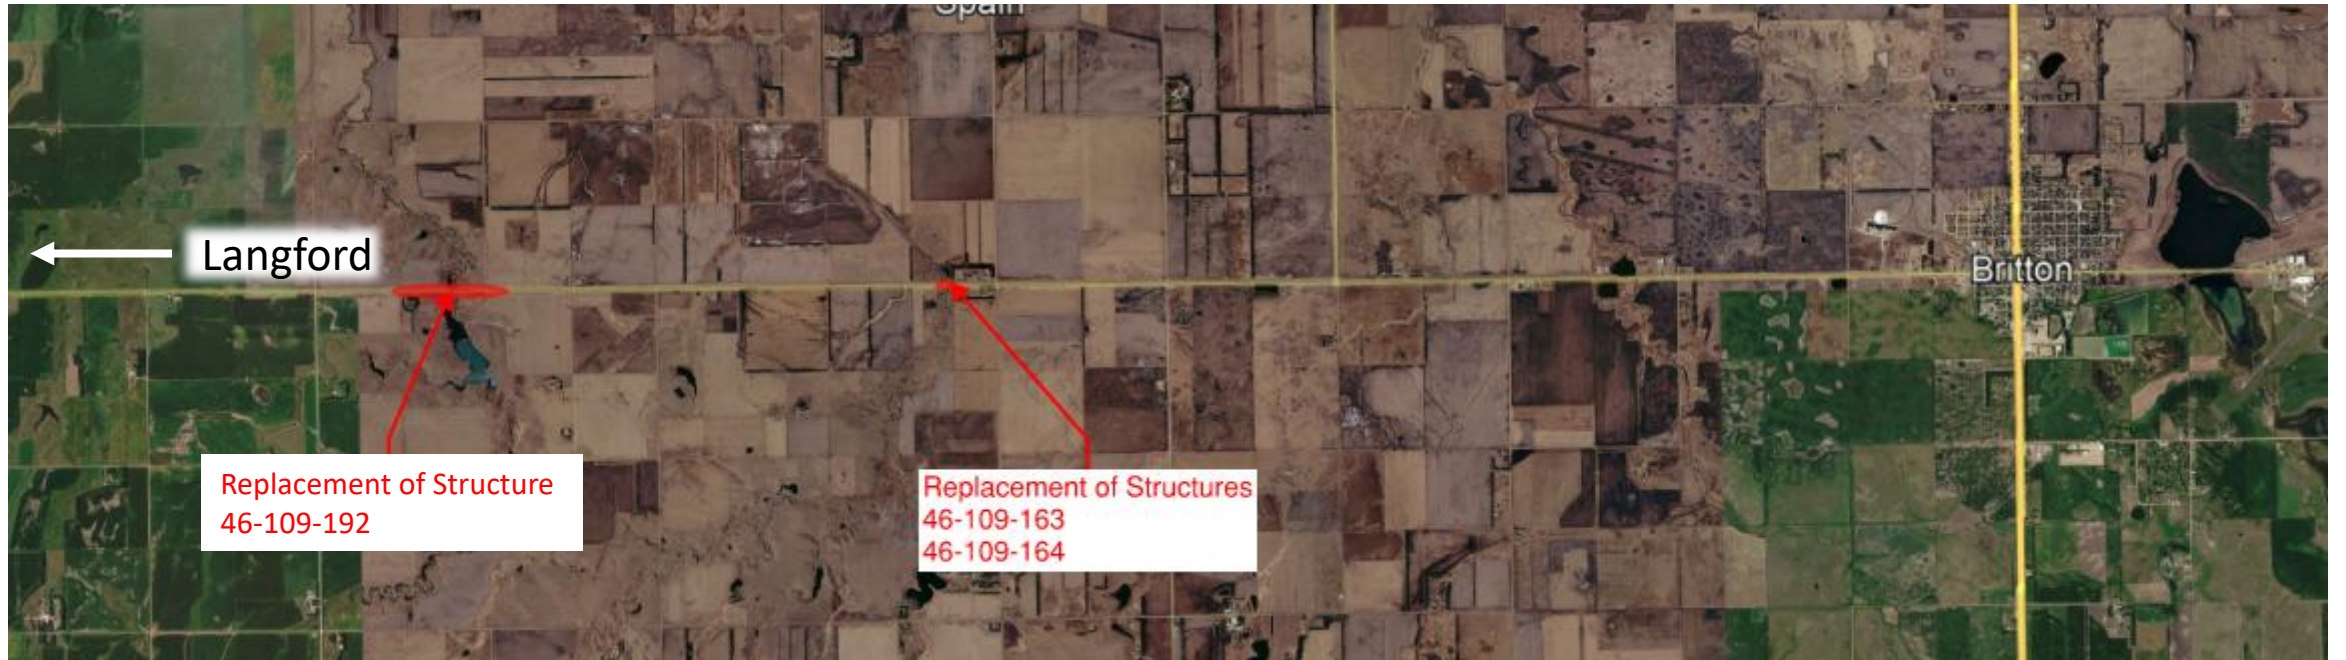 Spain
Langford
Britton
Replacement of Structure
46-109-192
Replacement of Structures
46-109-163
46-109-164